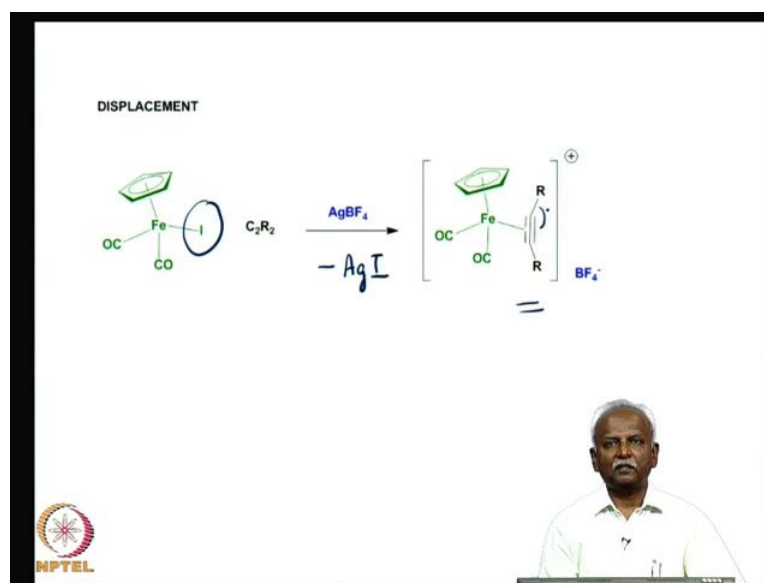 DISPLACEMENT
Fe I
OC
CO
C2R2
AgBF4
- AgI
Fe
R
R
OC
OC
+
BF4-
NPTEL